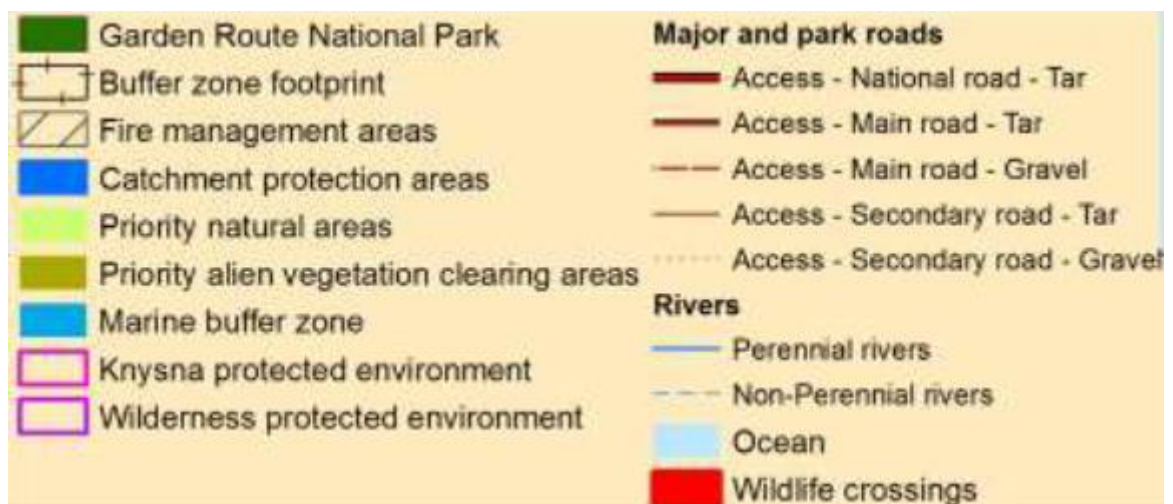 Garden Route National Park
Buffer zone footprint
Fire management areas
Catchment protection areas
Priority natural areas
Priority alien vegetation clearing areas
Marine buffer zone
Knysna protected environment
Wilderness protected environment
Major and park roads
Access - National road - Tar
Access - Main road - Tar
Access - Main road - Gravel
Access - Secondary road - Tar
Access - Secondary road - Gravel
Rivers
Perennial rivers
Non-Perennial rivers
Ocean
Wildlife crossings